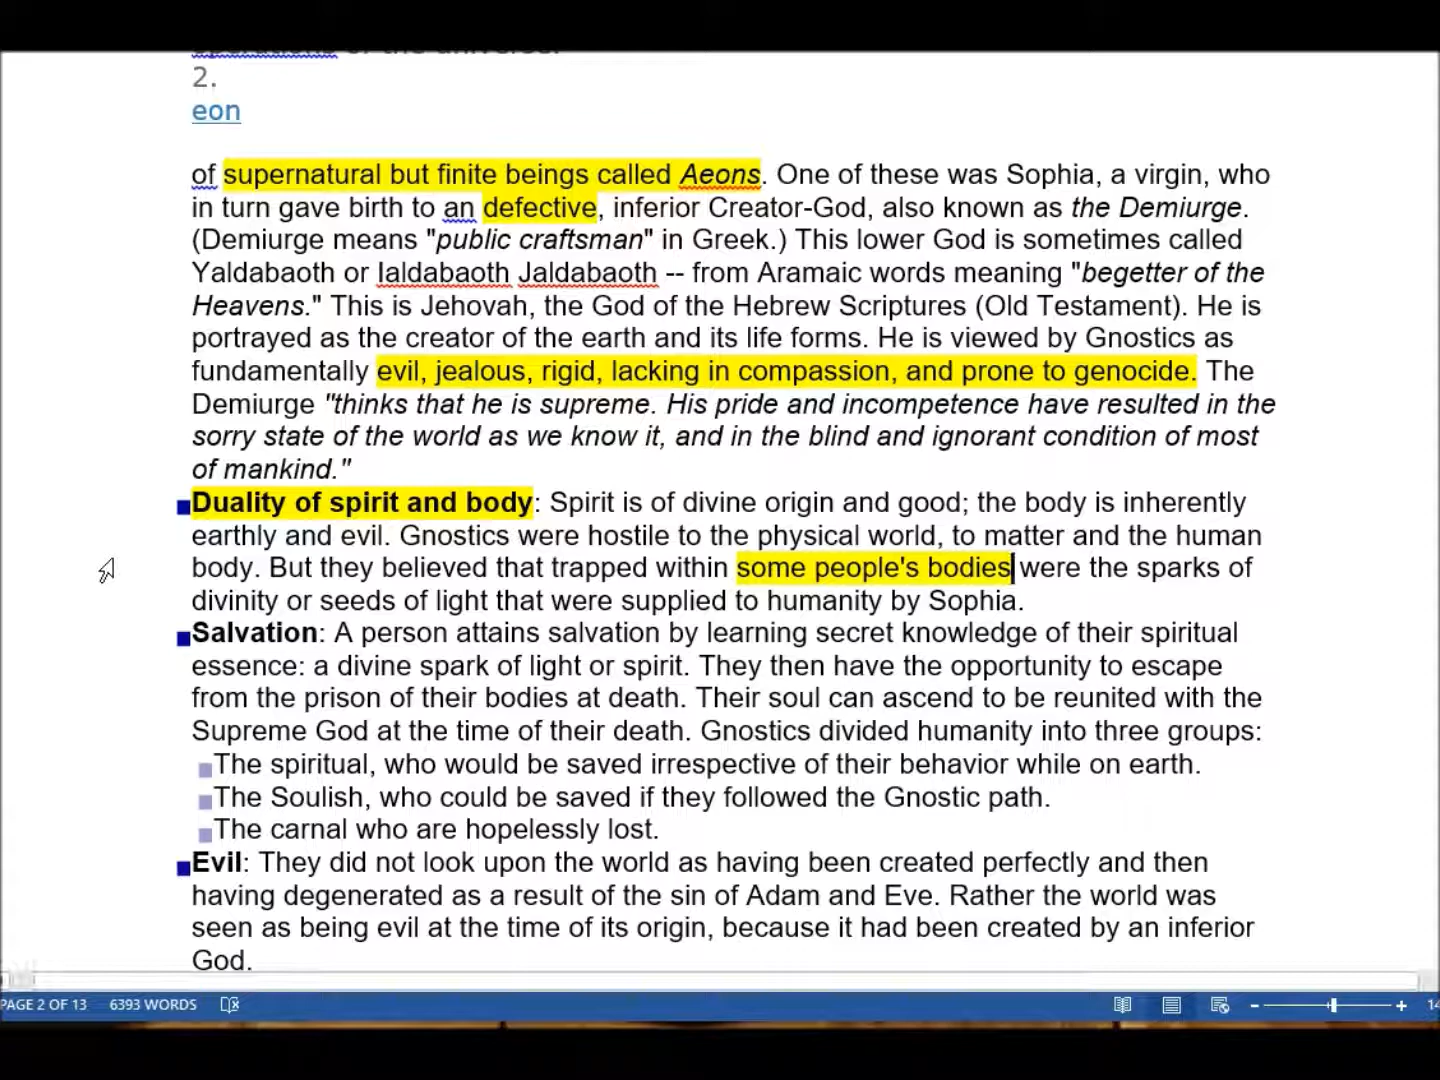 operations of the universe.
2.
eon
of supernatural but finite beings called Aeons. One of these was Sophia, a virgin, who
in turn gave birth to an defective, inferior Creator-God, also known as the Demiurge.
(Demiurge means "public craftsman" in Greek.) This lower God is sometimes called
Yaldabaoth or Ialdabaoth Jaldabaoth -- from Aramaic words meaning "begetter of the
Heavens." This is Jehovah, the God of the Hebrew Scriptures (Old Testament). He is
portrayed as the creator of the earth and its life forms. He is viewed by Gnostics as
fundamentally evil, jealous, rigid, lacking in compassion, and prone to genocide. The
Demiurge "thinks that he is supreme. His pride and incompetence have resulted in the
sorry state of the world as we know it, and in the blind and ignorant condition of most
of mankind."
Duality of spirit and body: Spirit is of divine origin and good; the body is inherently
earthly and evil. Gnostics were hostile to the physical world, to matter and the human
body. But they believed that trapped within some people's bodies were the sparks of
divinity or seeds of light that were supplied to humanity by Sophia.
Salvation: A person attains salvation by learning secret knowledge of their spiritual
essence: a divine spark of light or spirit. They then have the opportunity to escape
from the prison of their bodies at death. Their soul can ascend to be reunited with the
Supreme God at the time of their death. Gnostics divided humanity into three groups:
The spiritual, who would be saved irrespective of their behavior while on earth.
The Soulish, who could be saved if they followed the Gnostic path.
The carnal who are hopelessly lost.
Evil: They did not look upon the world as having been created perfectly and then
having degenerated as a result of the sin of Adam and Eve. Rather the world was
seen as being evil at the time of its origin, because it had been created by an inferior
God.
PAGE 2 OF 13 6393 WORDS - + 14